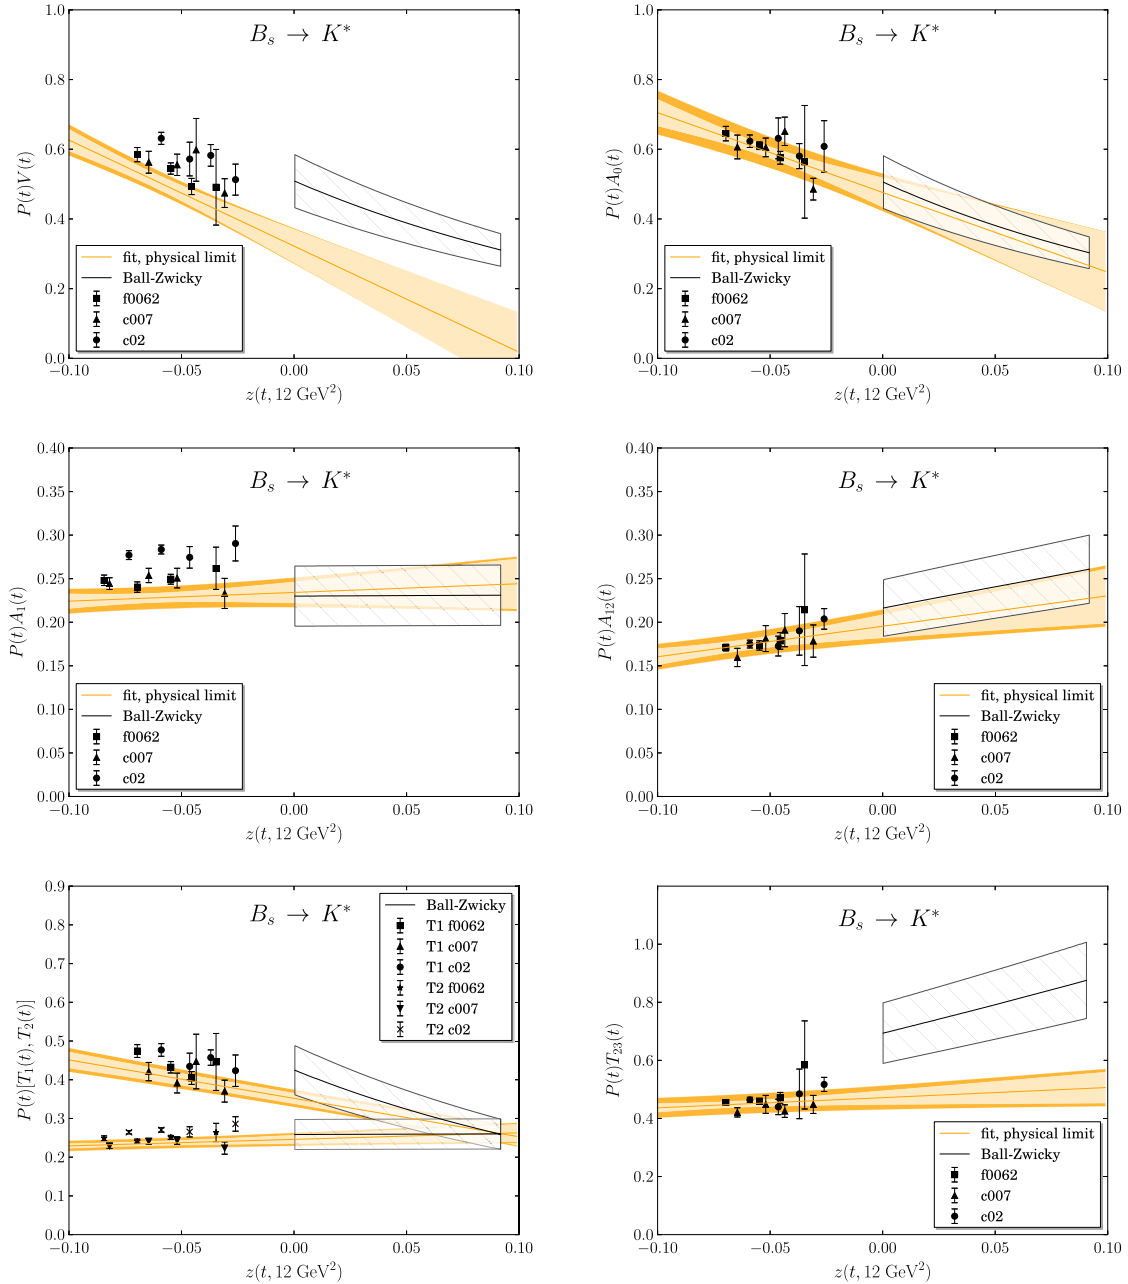 B_s → K*
P(t)V(t)
1.0
0.8
0.6
0.4
0.2
0.0
fit, physical limit
Ball-Zwicky
f0062
c007
c02
−0.10 −0.05 0.00 0.05 0.10
z(t, 12 GeV²)
B_s → K*
P(t)A₀(t)
1.0
0.8
0.6
0.4
0.2
0.0
fit, physical limit
Ball-Zwicky
f0062
c007
c02
−0.10 −0.05 0.00 0.05 0.10
z(t, 12 GeV²)
B_s → K*
P(t)A₁(t)
0.40
0.35
0.30
0.25
0.20
0.15
0.10
0.05
0.00
fit, physical limit
Ball-Zwicky
f0062
c007
c02
−0.10 −0.05 0.00 0.05 0.10
z(t, 12 GeV²)
B_s → K*
P(t)A₁₂(t)
0.40
0.35
0.30
0.25
0.20
0.15
0.10
0.05
0.00
fit, physical limit
Ball-Zwicky
f0062
c007
c02
−0.10 −0.05 0.00 0.05 0.10
z(t, 12 GeV²)
B_s → K*
P(t)[T₁(t), T₂(t)]
0.9
0.8
0.7
0.6
0.5
0.4
0.3
0.2
0.1
0.0
Ball-Zwicky
T1 f0062
T1 c007
T1 c02
T2 f0062
T2 c007
T2 c02
−0.10 −0.05 0.00 0.05 0.10
z(t, 12 GeV²)
B_s → K*
P(t)T₂₃(t)
1.0
0.8
0.6
0.4
0.2
0.0
fit, physical limit
Ball-Zwicky
f0062
c007
c02
−0.10 −0.05 0.00 0.05 0.10
z(t, 12 GeV²)